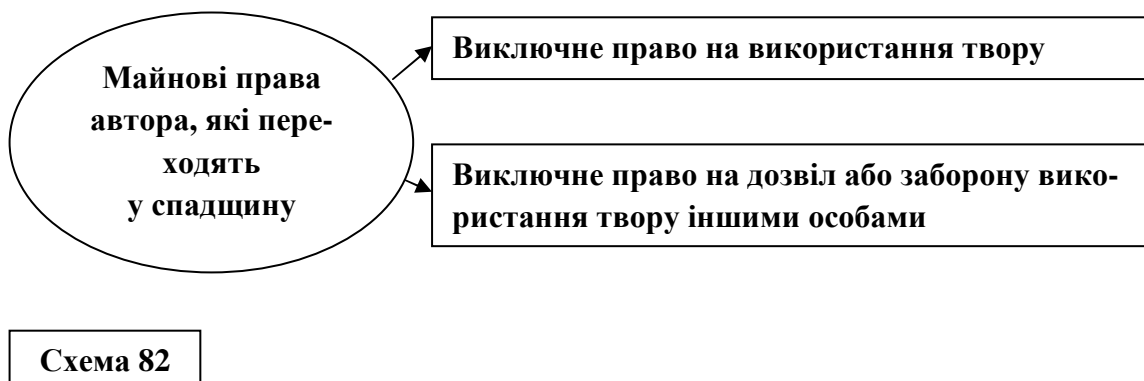 Майнові права
автора, які пере-
ходять
у спадщину
Виключне право на використання твору
Виключне право на дозвіл або заборону вико-
ристання твору іншими особами
Схема 82